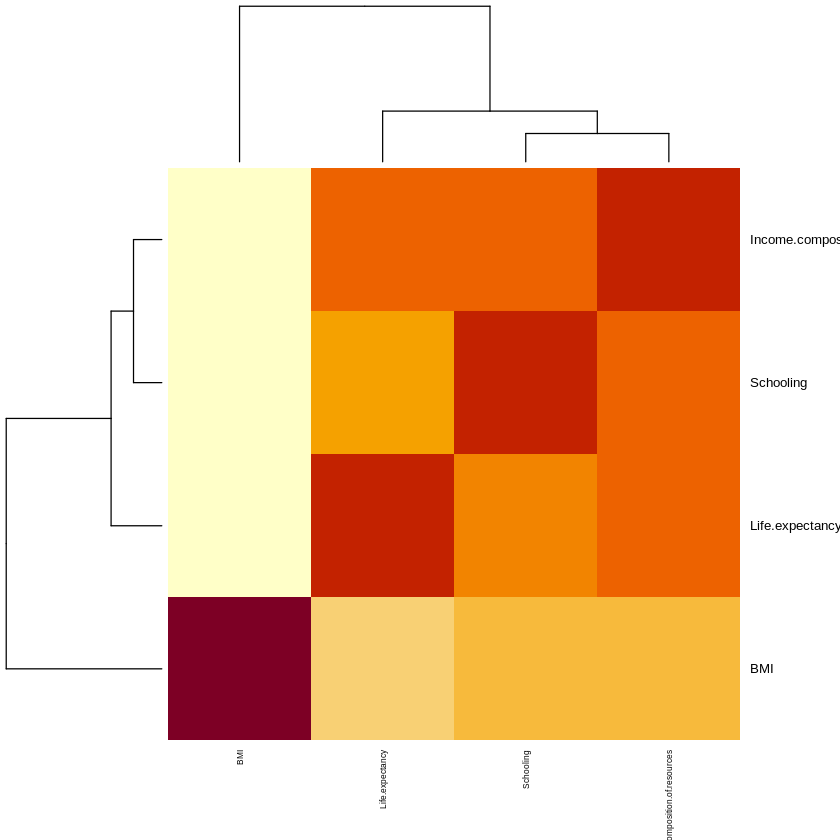 Income.compos
Schooling
Life.expectancy
BMI
BMI
Life.expectancy
Schooling
omposition.of.resources